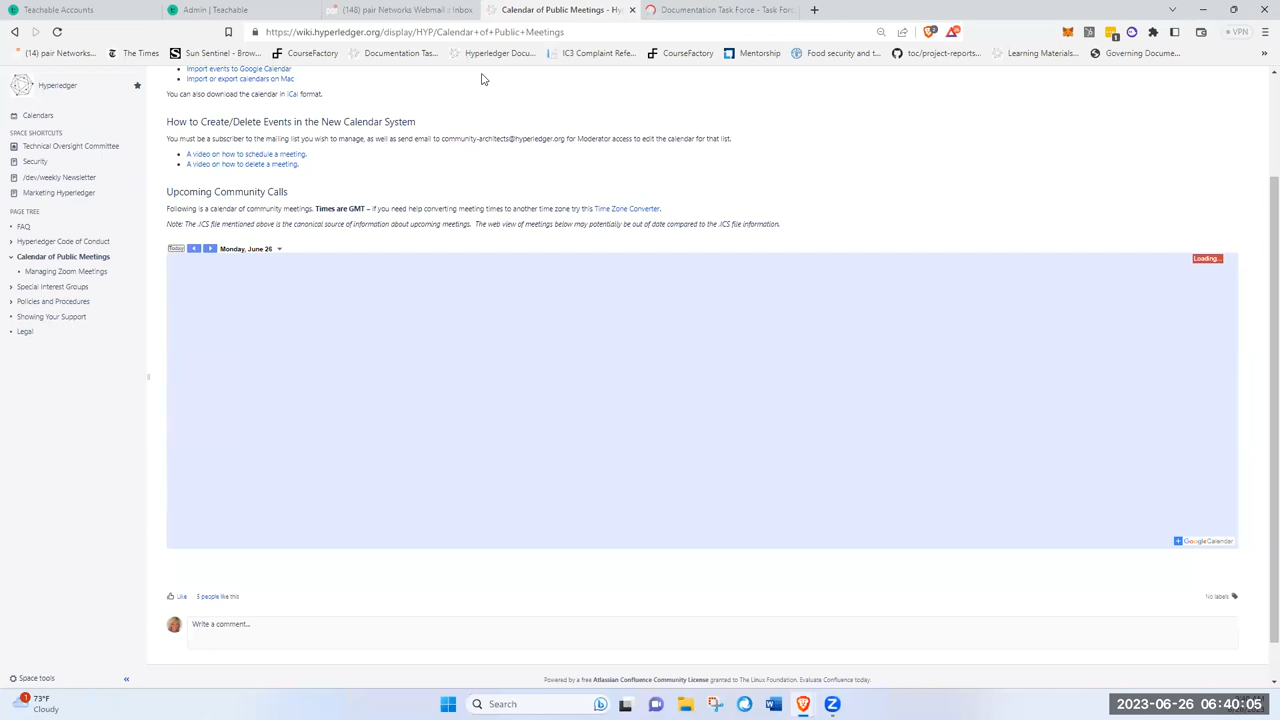 Teachable Accounts
Admin | Teachable
(148) pair Networks Webmail :: Inbox
Calendar of Public Meetings - Hy
Documentation Task Force - Task For
https://wiki.hyperledger.org/display/HYP/Calendar+of+Public+Meetings
VPN
(14) pair Networks...
The Times
Sun Sentinel - Brow...
CourseFactory
Documentation Tas...
Hyperledger Docu...
IC3 Complaint Refe...
CourseFactory
Mentorship
Food security and t...
toc/project-reports...
Learning Materials...
Governing Docume...
Hyperledger
Calendars
SPACE SHORTCUTS
Technical Oversight Committee
Security
/dev/weekly Newsletter
Marketing Hyperledger
PAGE TREE
FAQ
Hyperledger Code of Conduct
Calendar of Public Meetings
Managing Zoom Meetings
Special Interest Groups
Policies and Procedures
Showing Your Support
Legal
Space tools
Import events to Google Calendar
Import or export calendars on Mac
You can also download the calendar in iCal format.
How to Create/Delete Events in the New Calendar System
You must be a subscriber to the mailing list you wish to manage, as well as send email to community-architects@hyperledger.org for Moderator access to edit the calendar for that list.
A video on how to schedule a meeting.
A video on how to delete a meeting.
Upcoming Community Calls
Following is a calendar of community meetings. Times are GMT – if you need help converting meeting times to another time zone try this Time Zone Converter.
Note: The .ICS file mentioned above is the canonical source of information about upcoming meetings. The web view of meetings below may potentially be out of date compared to the .ICS file information.
Today
Monday, June 26
Loading...
Google Calendar
Like
5 people like this
No labels
Write a comment...
Powered by a free Atlassian Confluence Community License granted to The Linux Foundation. Evaluate Confluence today.
1
73°F
Cloudy
Search
2023-06-26 06:40:05